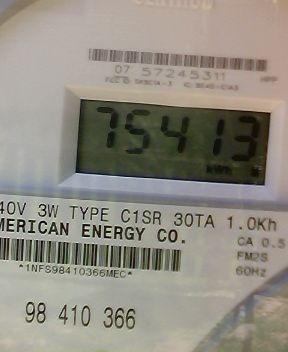 07 57245311
75413
kWh
40V 3W TYPE C1SR 30TA 1.0Kh
MERICAN ENERGY CO.
CA 0.5
FM2S
60Hz
*1NFS98410366MEC*
98 410 366